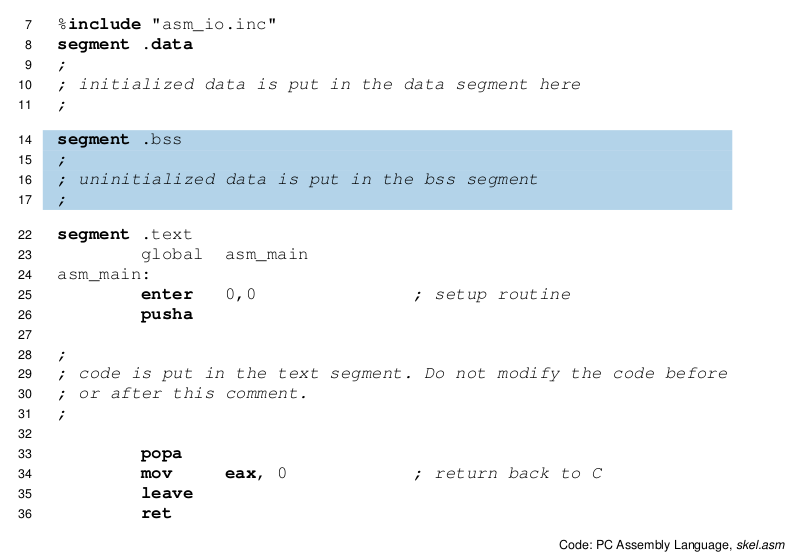 7 %include "asm_io.inc"
8 segment .data
9 ;
10 ; initialized data is put in the data segment here
11 ;
14 segment .bss
15 ;
16 ; uninitialized data is put in the bss segment
17 ;
22 segment .text
23 global asm_main
24 asm_main:
25 enter 0,0 ; setup routine
26 pusha
27
28 ;
29 ; code is put in the text segment. Do not modify the code before
30 ; or after this comment.
31 ;
32
33 popa
34 mov eax, 0 ; return back to C
35 leave
36 ret
Code: PC Assembly Language, skel.asm